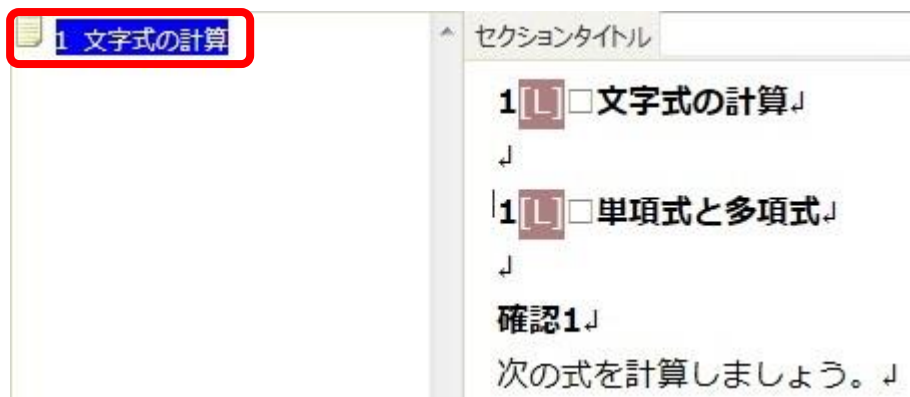 1 文字式の計算
セクションタイトル
1[L]□文字式の計算↲
↲
1[L]□単項式と多項式↲
↲
確認1↲
次の式を計算しましょう。↲